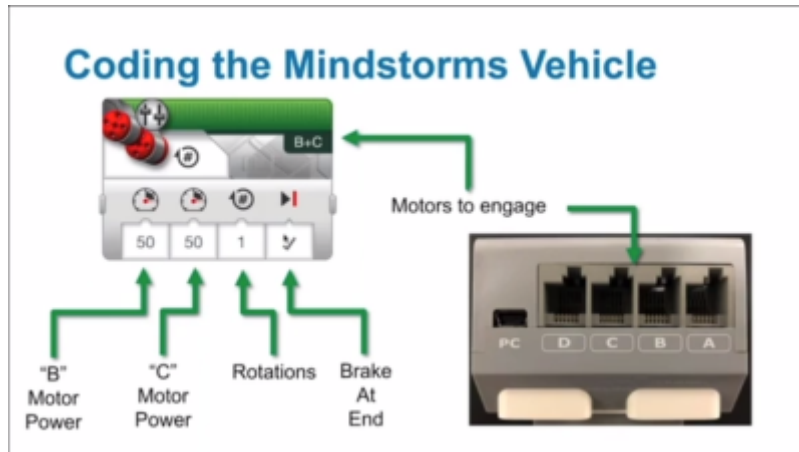 Coding the Mindstorms Vehicle
B+C
#
#
50 50 1
Motors to engage
PC D C B A
"B"
Motor
Power
"C"
Motor
Power
Rotations
Brake
At
End